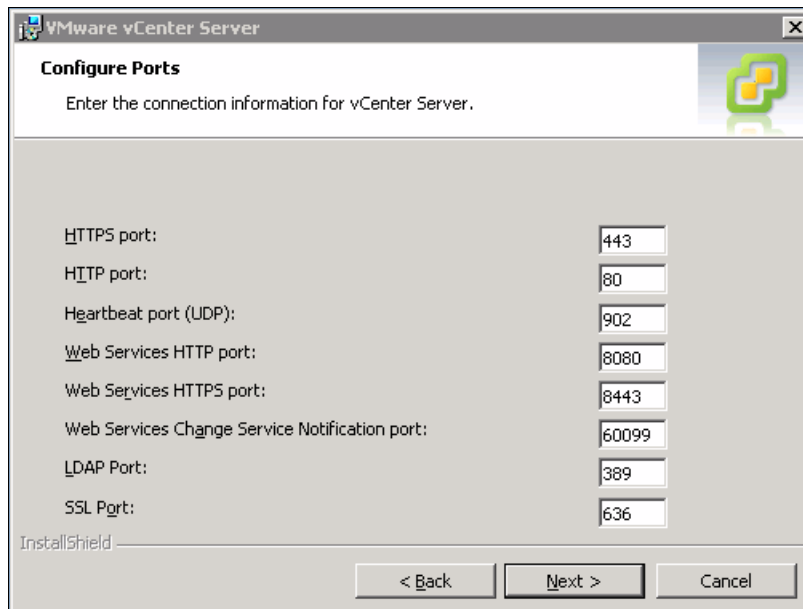 VMware vCenter Server
Configure Ports
Enter the connection information for vCenter Server.
HTTPS port: 443
HTTP port: 80
Heartbeat port (UDP): 902
Web Services HTTP port: 8080
Web Services HTTPS port: 8443
Web Services Change Service Notification port: 60099
LDAP Port: 389
SSL Port: 636
InstallShield
< Back Next > Cancel